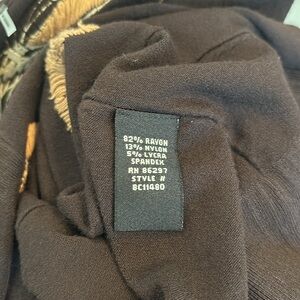 82% RAYON
13% NYLON
5% LYCRA
SPANDEX
RN 86297
STYLE #
8C11480